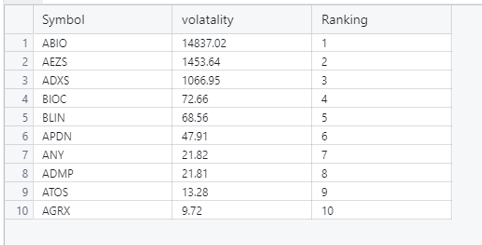 Symbol volatality Ranking
1 ABIO 14837.02 1
2 AEZS 1453.64 2
3 ADXS 1066.95 3
4 BIOC 72.66 4
5 BLIN 68.56 5
6 APDN 47.91 6
7 ANY 21.82 7
8 ADMP 21.81 8
9 ATOS 13.28 9
10 AGRX 9.72 10